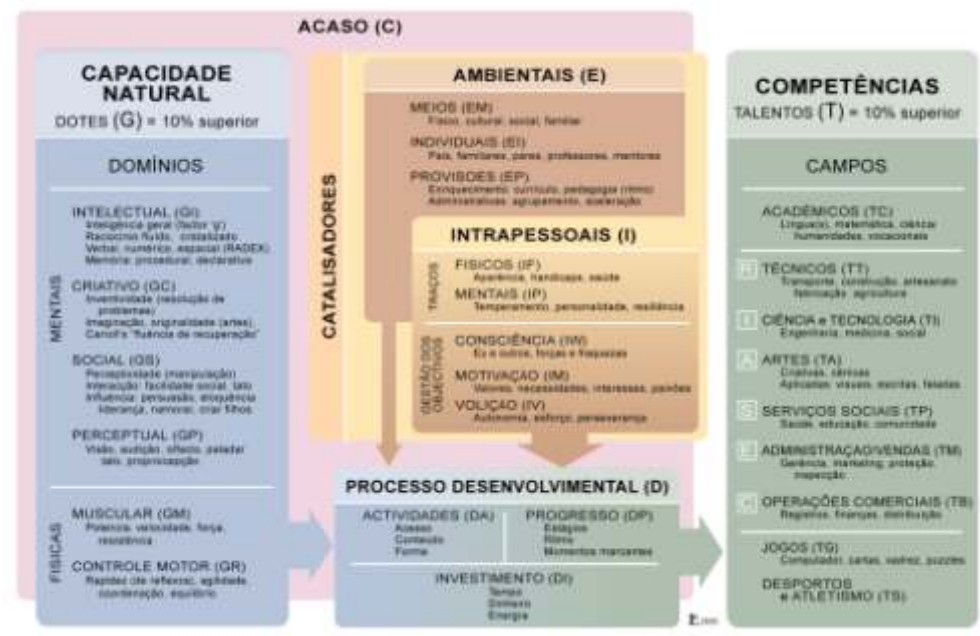 ACASO (C)
CAPACIDADE
NATURAL
DOTES (G) = 10% superior
DOMÍNIOS
MENTAIS
INTELECTUAL (GI)
Inteligência geral (factor 'g')
Raciocínio fluido, cristalizado
Verbal, numérico, espacial (RADEX)
Memória: procedural, declarativa
CRIATIVO (GC)
Inventividade (resolução de
problemas)
Imaginação, originalidade (artes)
Carroll's "fluência de recuperação"
SOCIAL (GS)
Perceptividade (manipulação)
Interacção: facilidade social, tato
Influência: persuasão, eloquência
liderança, namorar, criar filhos
PERCEPTUAL (GP)
Visão, audição, olfacto, paladar
tato, propriocepção
FÍSICAS
MUSCULAR (GM)
Potência, velocidade, força,
resistência
CONTROLE MOTOR (GR)
Rapidez (de reflexos), agilidade
coordenação, equilíbrio
CATALISADORES
AMBIENTAIS (E)
MEIOS (EM)
Físico, cultural, social, familiar
INDIVIDUAIS (EI)
Pais, familiares, pares, professores, mentores
PROVISÕES (EP)
Enriquecimento: currículo, pedagogia (ritmo)
Administrativas: agrupamento, aceleração
INTRAPESSOAIS (I)
TRAÇOS
FÍSICOS (IF)
Aparência, handicaps, saúde
MENTAIS (IP)
Temperamento, personalidade, resiliência
GESTÃO DOS
OBJECTIVOS
CONSCIÊNCIA (IW)
Eu e outros, forças e fraquezas
MOTIVAÇÃO (IM)
Valores, necessidades, interesses, paixões
VOLIÇÃO (IV)
Autonomia, esforço, perseverança
PROCESSO DESENVOLVIMENTAL (D)
ACTIVIDADES (DA)
Acesso
Conteúdo
Forma
PROGRESSO (DP)
Estágios
Ritmo
Momentos marcantes
INVESTIMENTO (DI)
Tempo
Dinheiro
Energia
COMPETÊNCIAS
TALENTOS (T) = 10% superior
CAMPOS
ACADÉMICOS (TC)
Língua(s), matemática, ciência/
humanidades, vocacionais
R TÉCNICOS (TT)
Transporte, construção, artesanato
fabricação, agricultura
I CIÊNCIA e TECNOLOGIA (TI)
Engenharia, medicina, social
A ARTES (TA)
Criativas, cênicas
Aplicadas, visuais, escritas, faladas
S SERVIÇOS SOCIAIS (TP)
Saúde, educação, comunidade
E ADMINISTRAÇÃO/VENDAS (TM)
Gerência, marketing, proteção,
inspecção
C OPERAÇÕES COMERCIAIS (TB)
Registros, finanças, distribuição
JOGOS (TG)
Computador, cartas, xadrez, puzzles
DESPORTOS
e ATLETISMO (TS)